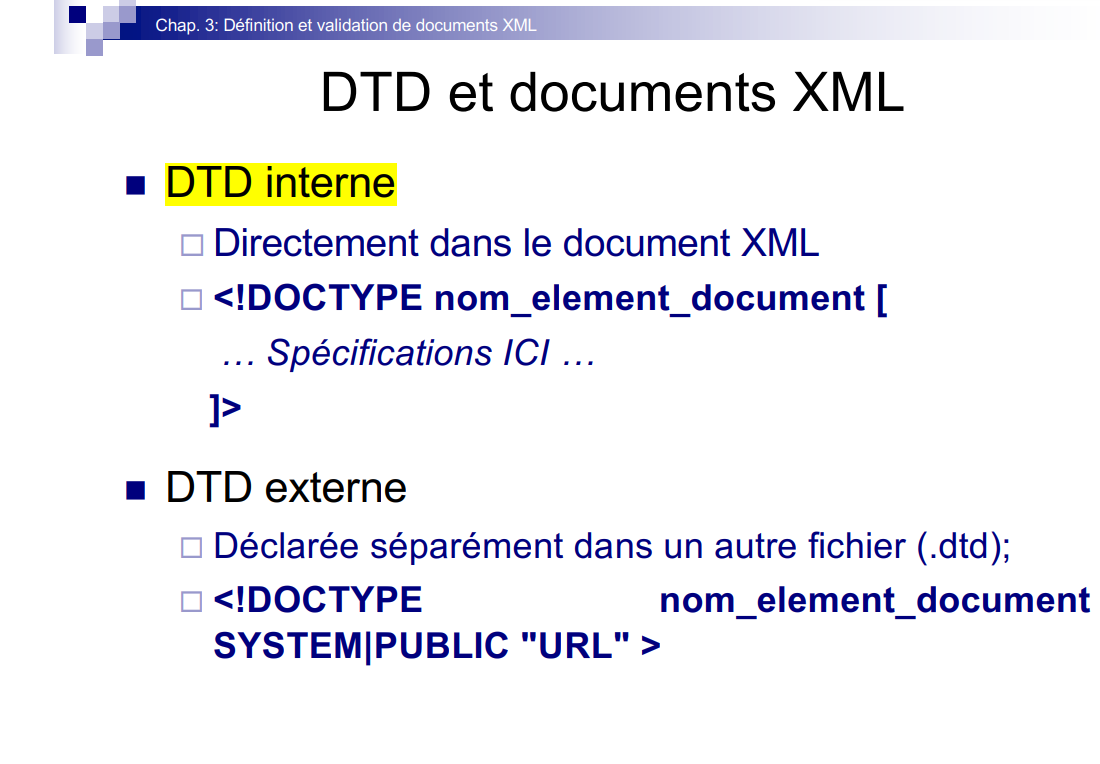 Chap. 3: Définition et validation de documents XML
DTD et documents XML
DTD interne
Directement dans le document XML
<!DOCTYPE nom_element_document [
… Spécifications ICI …
]>
DTD externe
Déclarée séparément dans un autre fichier (.dtd);
<!DOCTYPE nom_element_document
SYSTEM|PUBLIC "URL" >